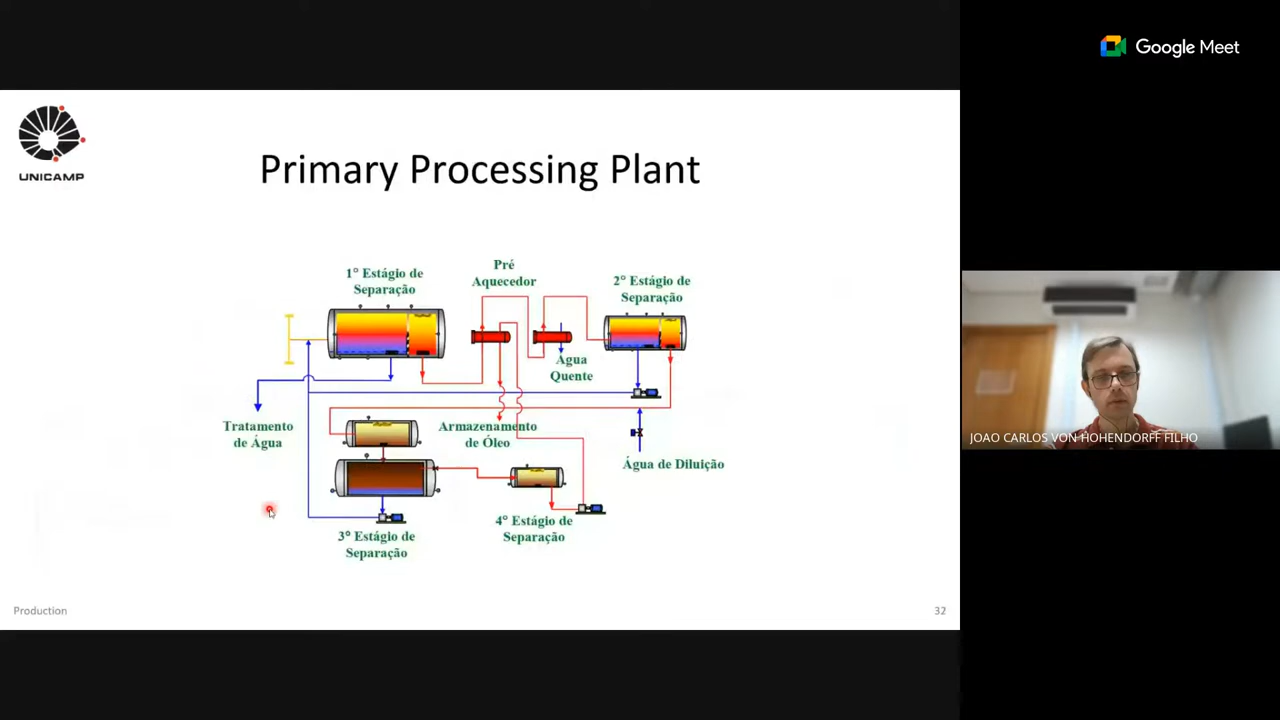 Google Meet
UNICAMP
Primary Processing Plant
1° Estágio de
Separação
Pré
Aquecedor
2° Estágio de
Separação
Água
Quente
Tratamento
de Água
Armazenamento
de Óleo
Água de Diluição
3° Estágio de
Separação
4° Estágio de
Separação
JOAO CARLOS VON HOHENDORFF FILHO
Production
32